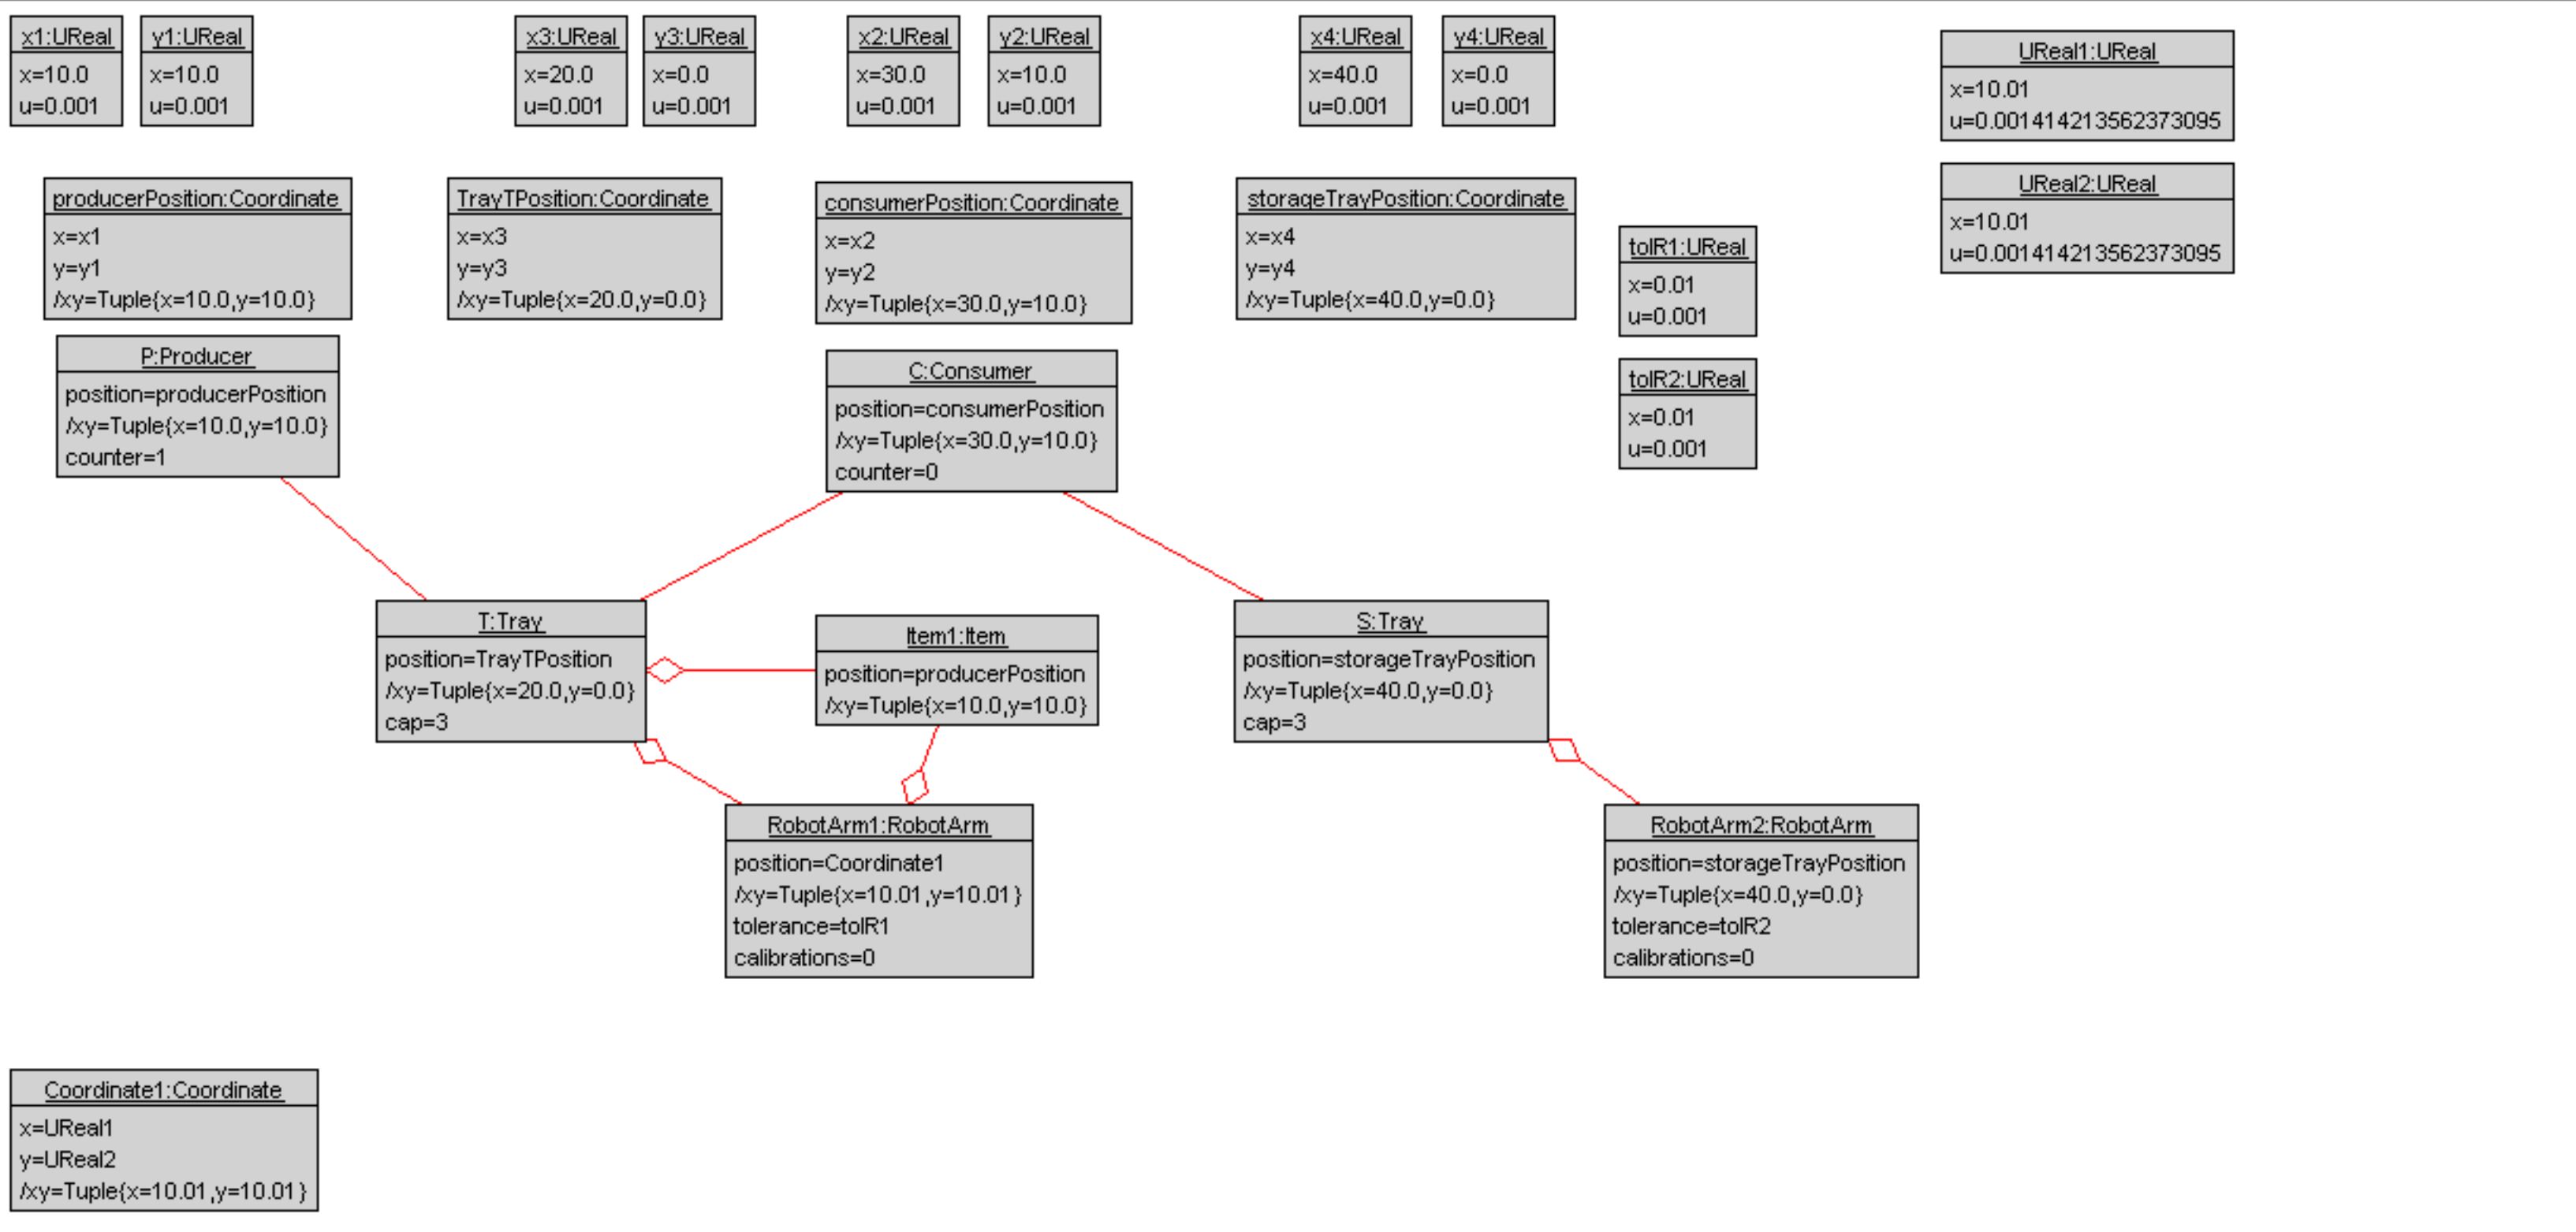 x1:UReal
x=10.0
u=0.001
y1:UReal
x=10.0
u=0.001
x3:UReal
x=20.0
u=0.001
y3:UReal
x=0.0
u=0.001
x2:UReal
x=30.0
u=0.001
y2:UReal
x=10.0
u=0.001
x4:UReal
x=40.0
u=0.001
y4:UReal
x=0.0
u=0.001
UReal1:UReal
x=10.01
u=0.001414213562373095
UReal2:UReal
x=10.01
u=0.001414213562373095
producerPosition:Coordinate
x=x1
y=y1
/xy=Tuple{x=10.0,y=10.0}
TrayTPosition:Coordinate
x=x3
y=y3
/xy=Tuple{x=20.0,y=0.0}
consumerPosition:Coordinate
x=x2
y=y2
/xy=Tuple{x=30.0,y=10.0}
storageTrayPosition:Coordinate
x=x4
y=y4
/xy=Tuple{x=40.0,y=0.0}
tolR1:UReal
x=0.01
u=0.001
tolR2:UReal
x=0.01
u=0.001
P:Producer
position=producerPosition
/xy=Tuple{x=10.0,y=10.0}
counter=1
C:Consumer
position=consumerPosition
/xy=Tuple{x=30.0,y=10.0}
counter=0
T:Tray
position=TrayTPosition
/xy=Tuple{x=20.0,y=0.0}
cap=3
Item1:Item
position=producerPosition
/xy=Tuple{x=10.0,y=10.0}
S:Tray
position=storageTrayPosition
/xy=Tuple{x=40.0,y=0.0}
cap=3
RobotArm1:RobotArm
position=Coordinate1
/xy=Tuple{x=10.01,y=10.01}
tolerance=tolR1
calibrations=0
RobotArm2:RobotArm
position=storageTrayPosition
/xy=Tuple{x=40.0,y=0.0}
tolerance=tolR2
calibrations=0
Coordinate1:Coordinate
x=UReal1
y=UReal2
/xy=Tuple{x=10.01,y=10.01}